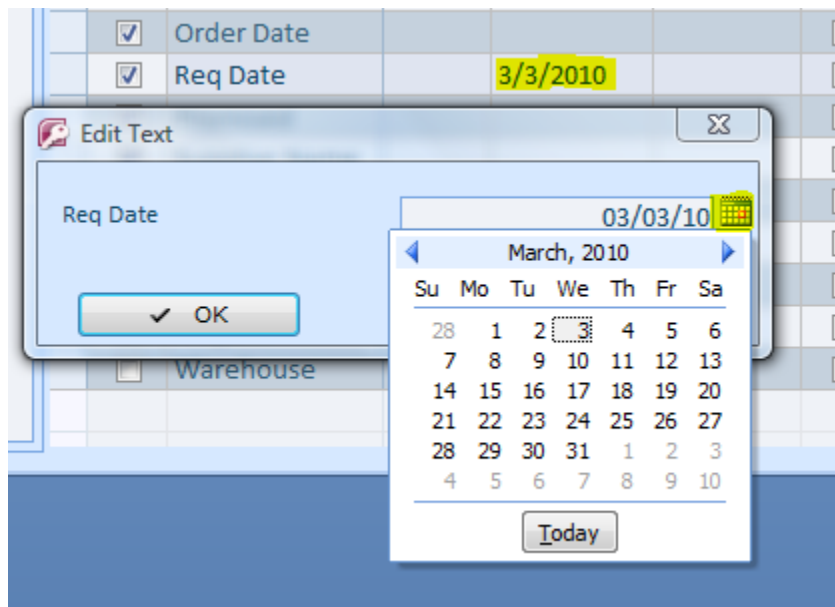 Order Date
Req Date 3/3/2010
Edit Text
Req Date 03/03/10
March, 2010
Su Mo Tu We Th Fr Sa
28 1 2 3 4 5 6
7 8 9 10 11 12 13
14 15 16 17 18 19 20
21 22 23 24 25 26 27
28 29 30 31 1 2 3
4 5 6 7 8 9 10
Today
OK
Warehouse